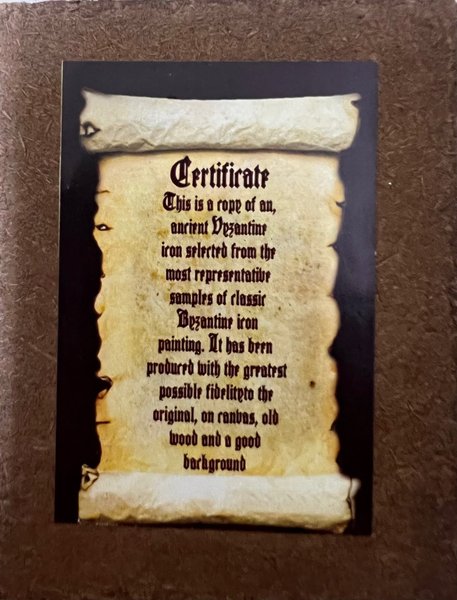 Certificate
This is a copy of an,
ancient Byzantine
icon selected from the
most representative
samples of classic
Byzantine icon
painting. It has been
produced with the greatest
possible fidelityto the
original, on canvas, old
wood and a good
background